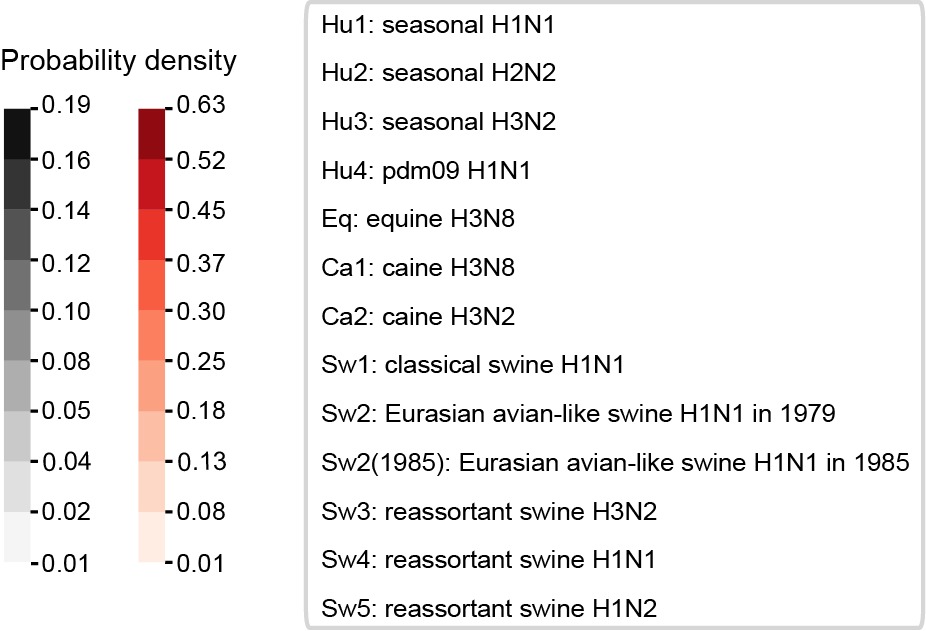 Probability density
0.19 0.63
0.16 0.52
0.14 0.45
0.12 0.37
0.10 0.30
0.08 0.25
0.05 0.18
0.04 0.13
0.02 0.08
0.01 0.01
Hu1: seasonal H1N1
Hu2: seasonal H2N2
Hu3: seasonal H3N2
Hu4: pdm09 H1N1
Eq: equine H3N8
Ca1: caine H3N8
Ca2: caine H3N2
Sw1: classical swine H1N1
Sw2: Eurasian avian-like swine H1N1 in 1979
Sw2(1985): Eurasian avian-like swine H1N1 in 1985
Sw3: reassortant swine H3N2
Sw4: reassortant swine H1N1
Sw5: reassortant swine H1N2